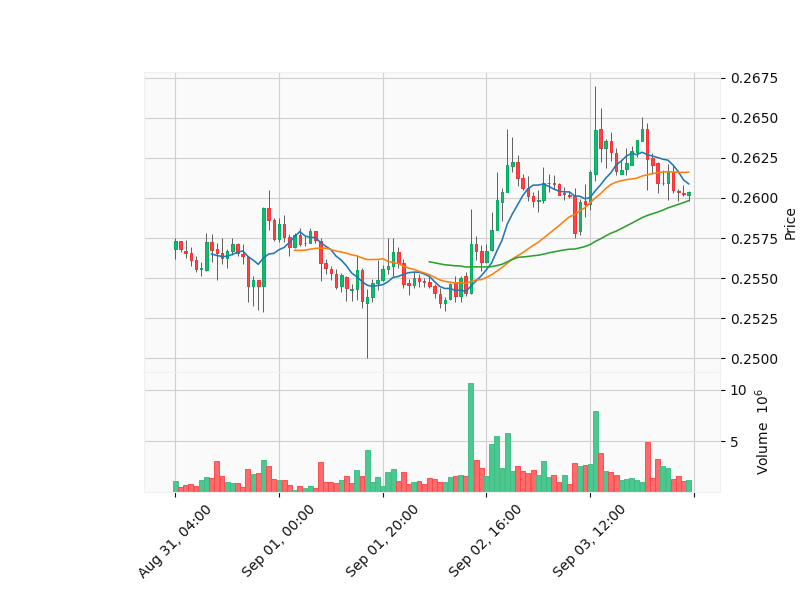 0.2675
0.2650
0.2625
0.2600
0.2575
0.2550
0.2525
0.2500
Price
10
5
Volume 10⁶
Aug 31, 04:00
Sep 01, 00:00
Sep 01, 20:00
Sep 02, 16:00
Sep 03, 12:00